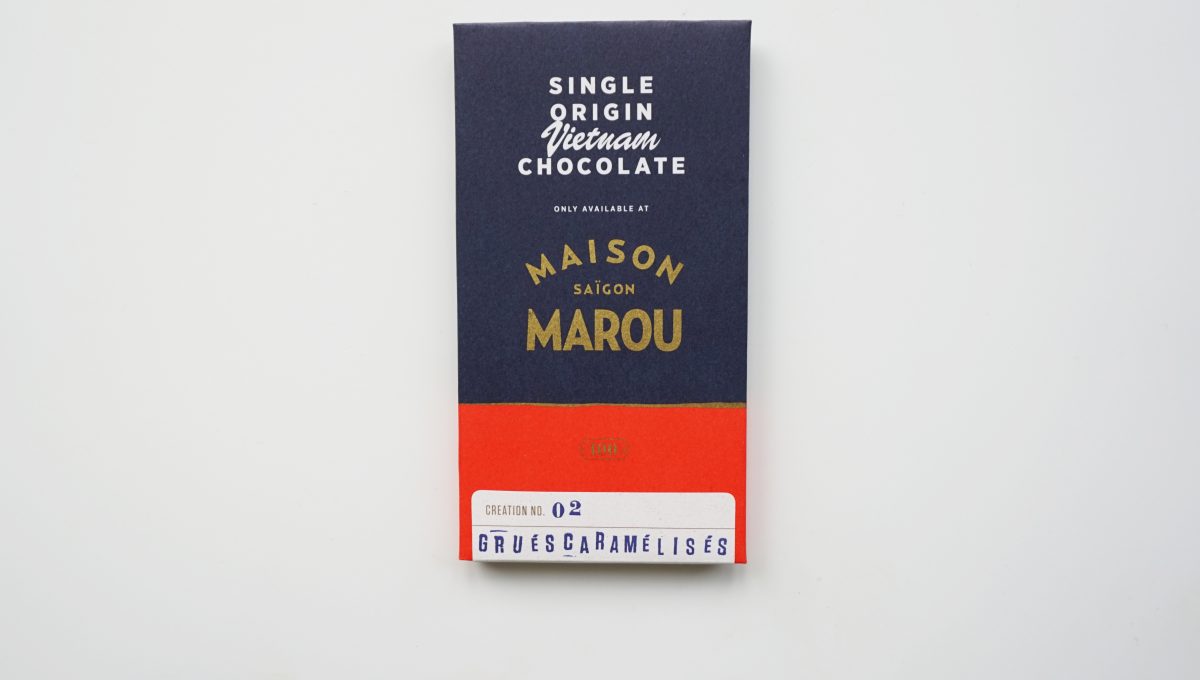 SINGLE
ORIGIN
Vietnam
CHOCOLATE
ONLY AVAILABLE AT
MAISON
SAÏGON
MAROU
CREATION NO. 02
GRUÉS CARAMÉLISÉS